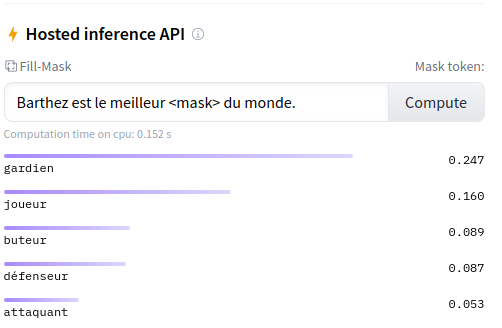 Hosted inference API
Fill-Mask
Mask token:
Barthez est le meilleur <mask> du monde.
Compute
Computation time on cpu: 0.152 s
gardien
0.247
joueur
0.160
buteur
0.089
défenseur
0.087
attaquant
0.053